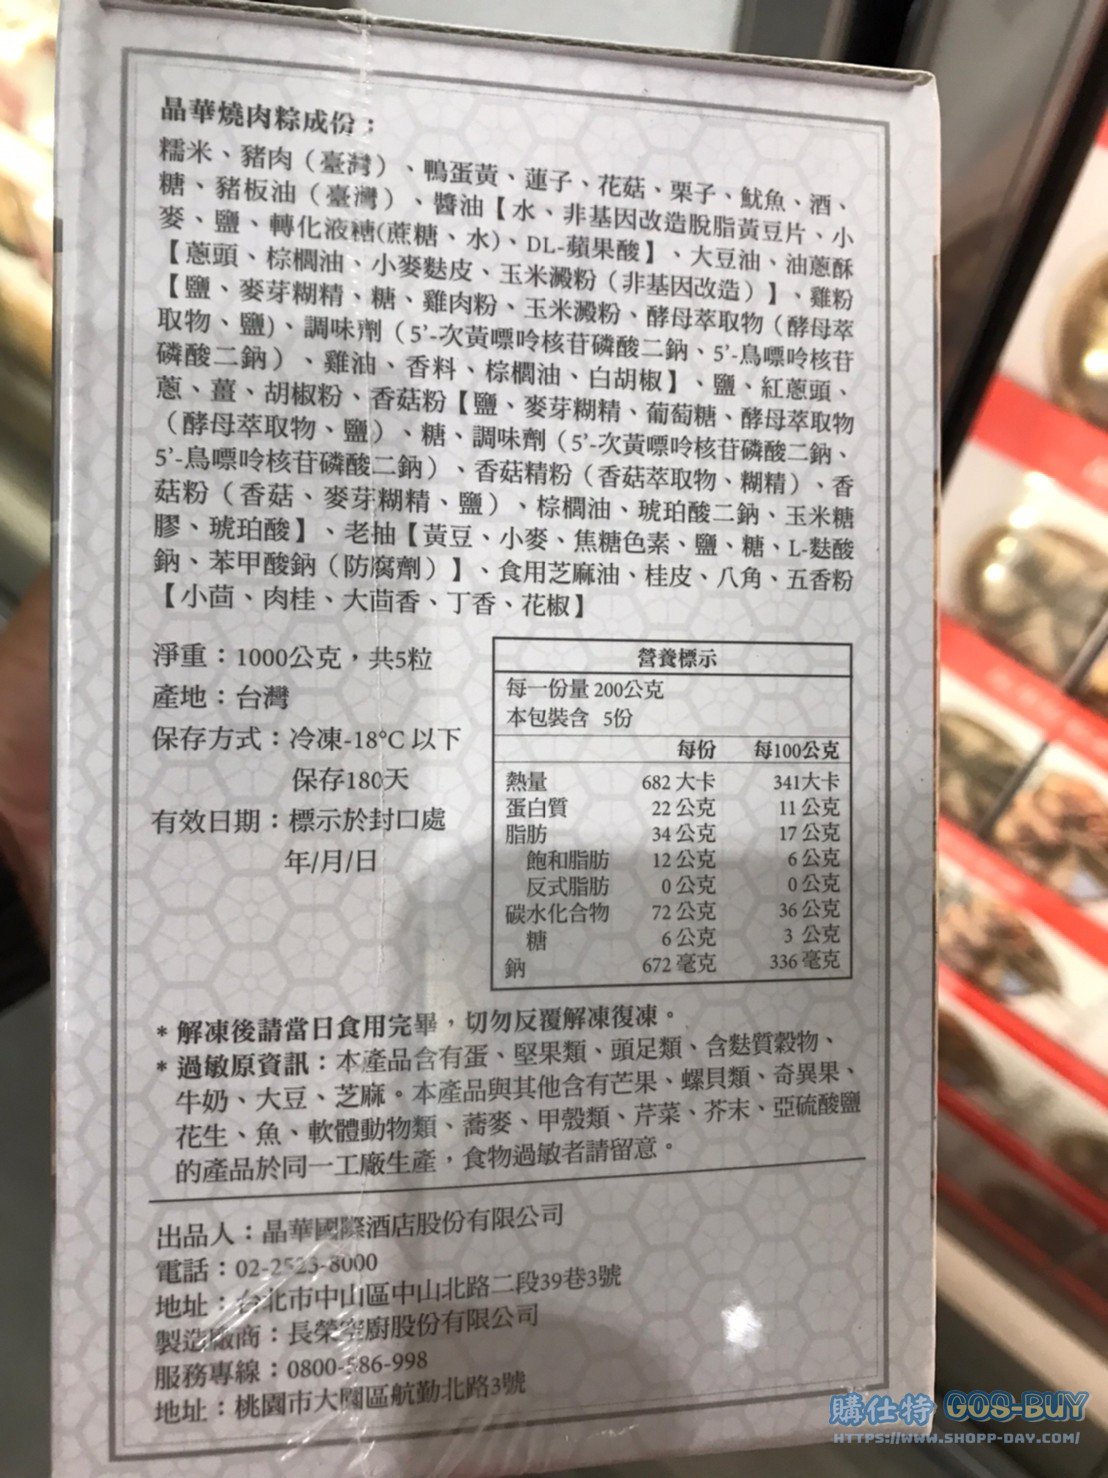 晶華燒肉粽成份：
糯米、豬肉（臺灣）、鴨蛋黃、蓮子、花菇、栗子、魷魚、酒、
糖、豬板油（臺灣）、醬油【水、非基因改造脫脂黃豆片、小
麥、鹽、轉化液糖(蔗糖、水)、DL-蘋果酸】、大豆油、油蔥酥
【蔥頭、棕櫚油、小麥麩皮、玉米澱粉（非基因改造）】、雞粉
【鹽、麥芽糊精、糖、雞肉粉、玉米澱粉、酵母萃取物（酵母萃
取物、鹽)、調味劑（5'-次黃嘌呤核苷磷酸二鈉、5'-鳥嘌呤核苷
磷酸二鈉）、雞油、香料、棕櫚油、白胡椒】、鹽、紅蔥頭、
蔥、薑、胡椒粉、香菇粉【鹽、麥芽糊精、葡萄糖、酵母萃取物
（酵母萃取物、鹽）、糖、調味劑（5'-次黃嘌呤核苷磷酸二鈉、
5'-鳥嘌呤核苷磷酸二鈉）、香菇精粉（香菇萃取物、糊精）、香
菇粉（香菇、麥芽糊精、鹽）、棕櫚油、琥珀酸二鈉、玉米糖
膠、琥珀酸】、老抽【黃豆、小麥、焦糖色素、鹽、糖、L-麩酸
鈉、苯甲酸鈉（防腐劑）】、食用芝麻油、桂皮、八角、五香粉
【小茴、肉桂、大茴香、丁香、花椒】
淨重：1000公克，共5粒
產地：台灣
保存方式：冷凍-18°C 以下
保存180天
有效日期：標示於封口處
年/月/日
營養標示
每一份量 200公克
本包裝含 5份
每份 每100公克
熱量 682 大卡 341大卡
蛋白質 22 公克 11 公克
脂肪 34 公克 17 公克
飽和脂肪 12 公克 6 公克
反式脂肪 0 公克 0 公克
碳水化合物 72 公克 36 公克
糖 6 公克 3 公克
鈉 672 毫克 336 毫克
* 解凍後請當日食用完畢，切勿反覆解凍復凍。
* 過敏原資訊：本產品含有蛋、堅果類、頭足類、含麩質穀物、
牛奶、大豆、芝麻。本產品與其他含有芒果、螺貝類、奇異果、
花生、魚、軟體動物類、蕎麥、甲殼類、芹菜、芥末、亞硫酸鹽
的產品於同一工廠生產，食物過敏者請留意。
出品人：晶華國際酒店股份有限公司
電話：02-2523-8000
地址：台北市中山區中山北路二段39巷3號
製造廠商：長榮空廚股份有限公司
服務專線：0800-586-998
地址：桃園市大園區航勤北路3號
購仕特 GOS-BUY
HTTPS://WWW.SHOPP-DAY.COM/